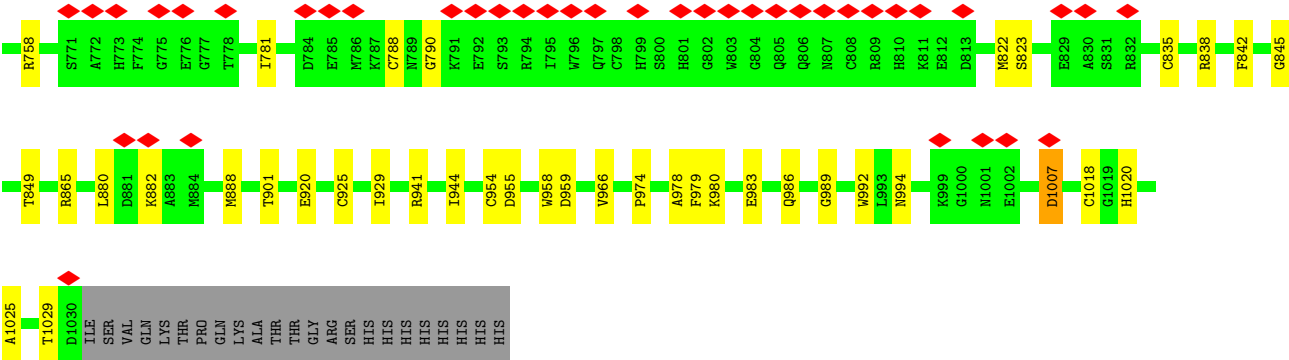 R758 S771 A772 H773 F774 G775 E776 G777 T778 I781 D784 E785 M786 K787 C788 N789 G790 K791 E792 S793 R794 I795 W796 Q797 C798 H799 S800 H801 G802 W803 G804 Q805 Q806 N807 C808 R809 H810 K811 E812 D813 M822 S823 E829 A830 S831 R832 C835 R838 F842 G845
T849 R865 L880 D881 K882 A883 M884 M888 T901 E920 C925 I929 R941 I944 C954 D955 W958 D959 V966 P974 A978 F979 K980 E983 Q986 G989 W992 L993 N994 K999 G1000 N1001 E1002 D1007 C1018 G1019 H1020
A1025 T1029 D1030 ILE SER VAL GLN LYS THR PRO GLN LYS ALA THR THR GLY ARG SER HIS HIS HIS HIS HIS HIS HIS HIS